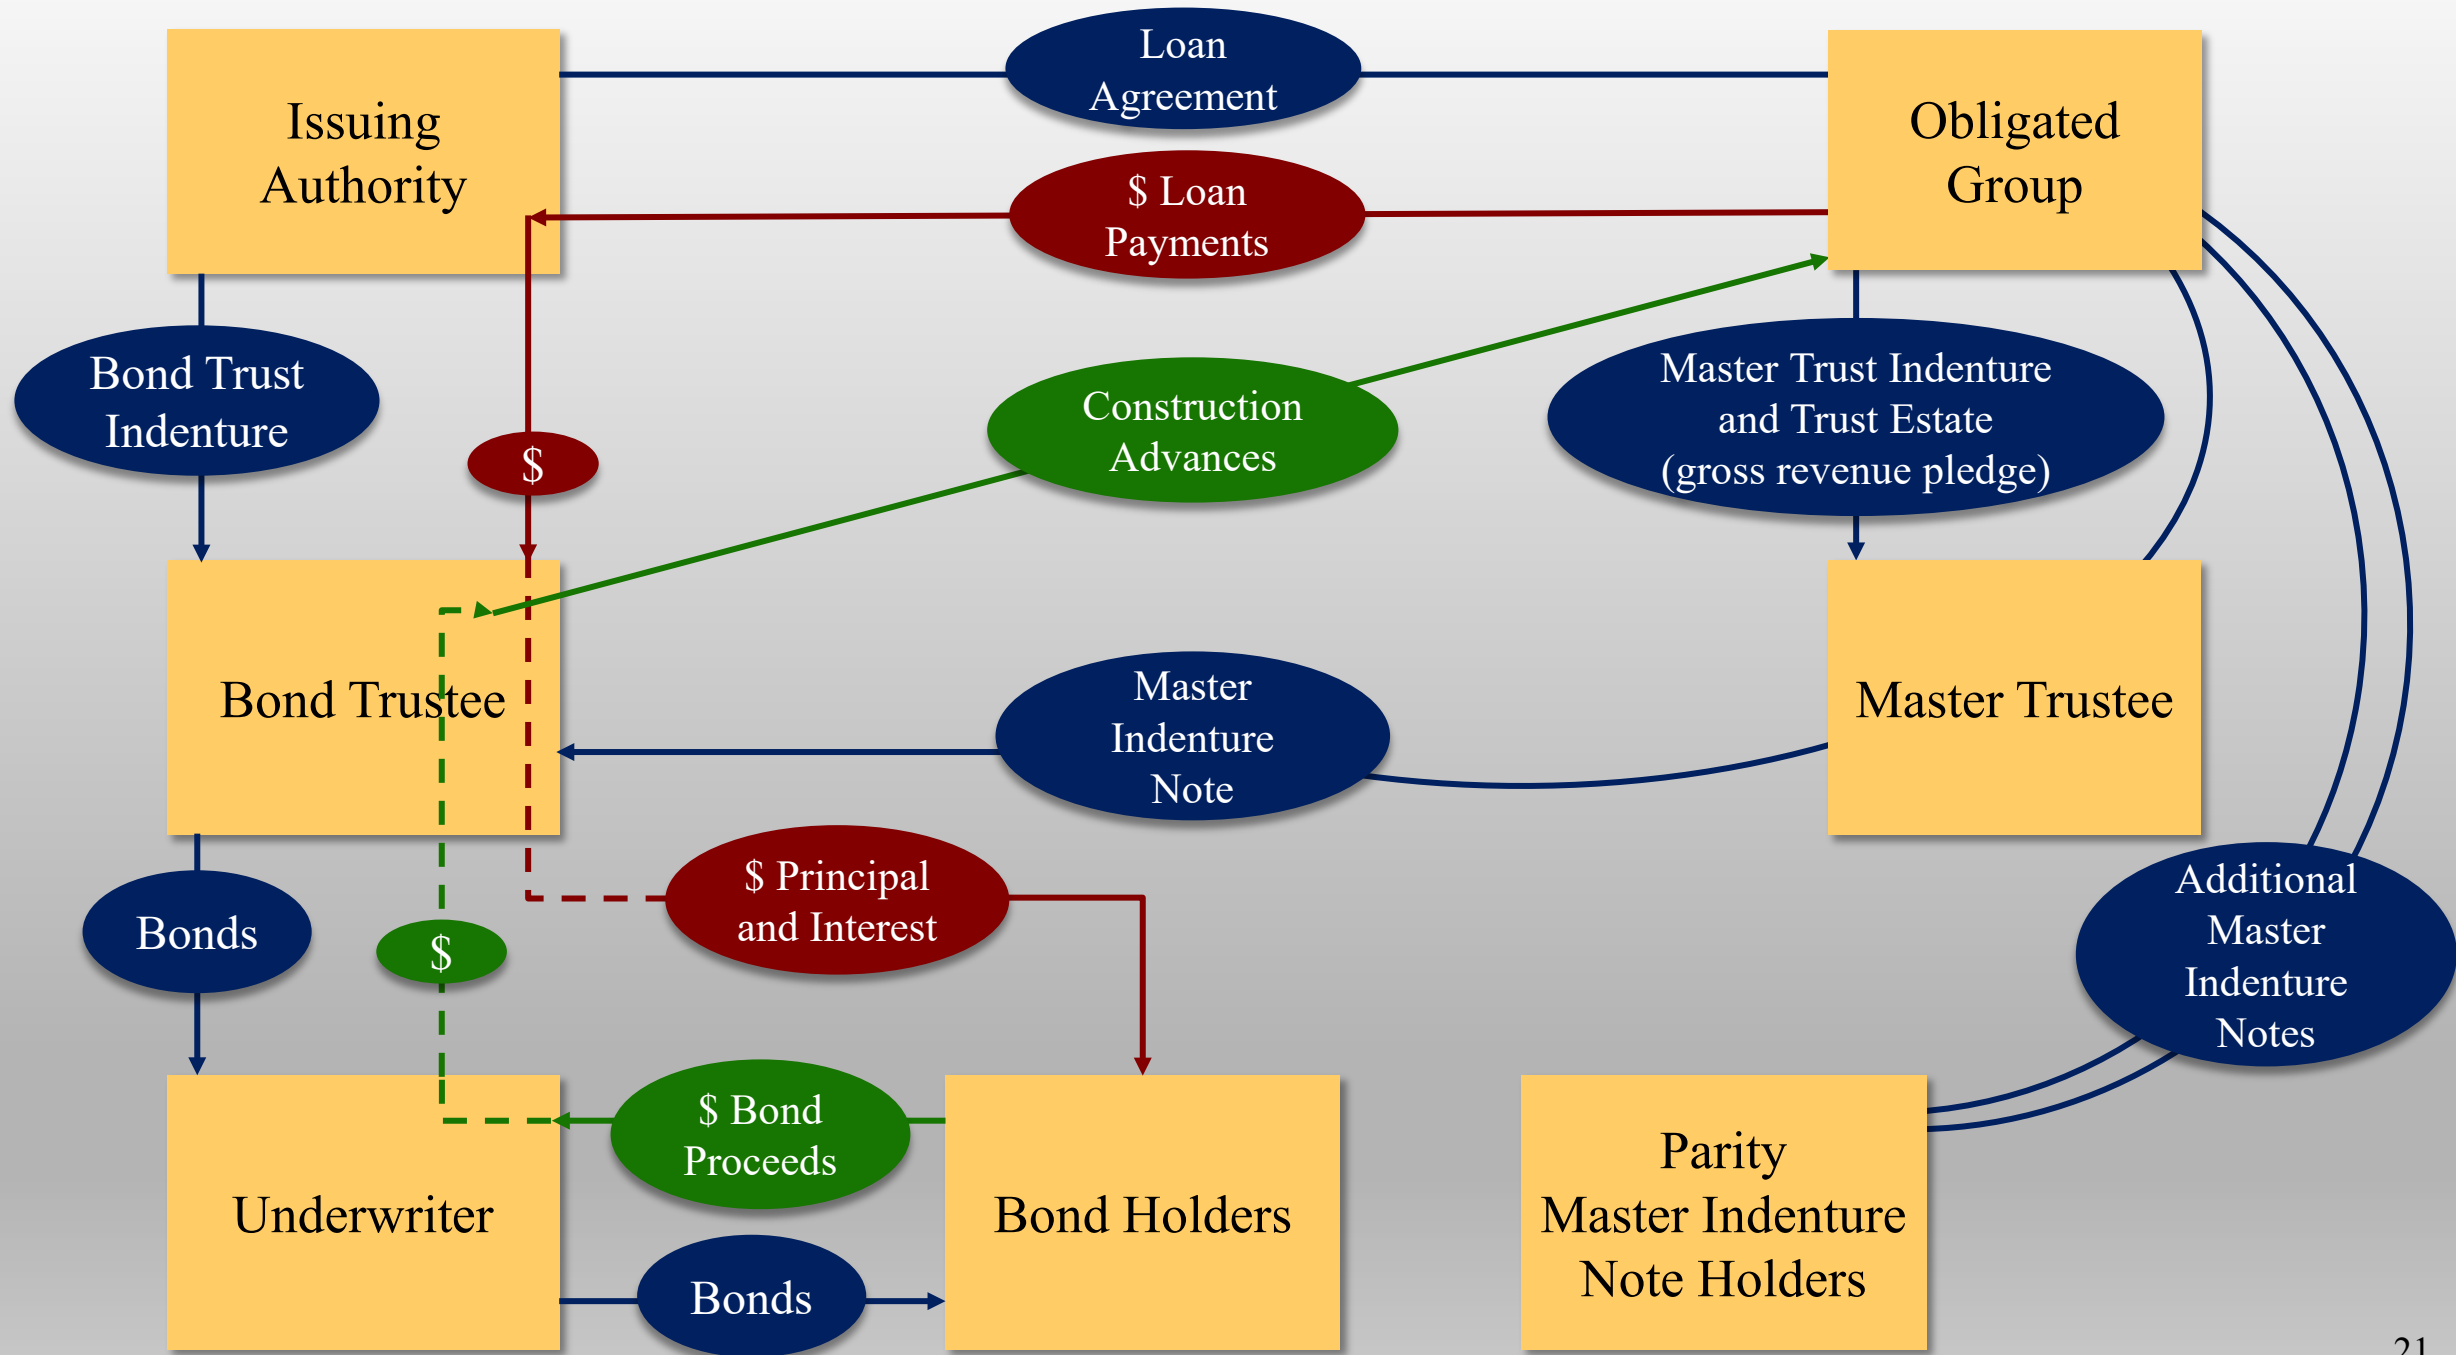 Loan
Agreement
Issuing
Authority
Obligated
Group
$ Loan
Payments
Bond Trust
Indenture
$
Construction
Advances
Master Trust Indenture
and Trust Estate
(gross revenue pledge)
Bond Trustee
Master
Indenture
Note
Master Trustee
$ Principal
and Interest
Bonds
$
Additional
Master
Indenture
Notes
$ Bond
Proceeds
Underwriter
Bond Holders
Parity
Master Indenture
Note Holders
Bonds
21